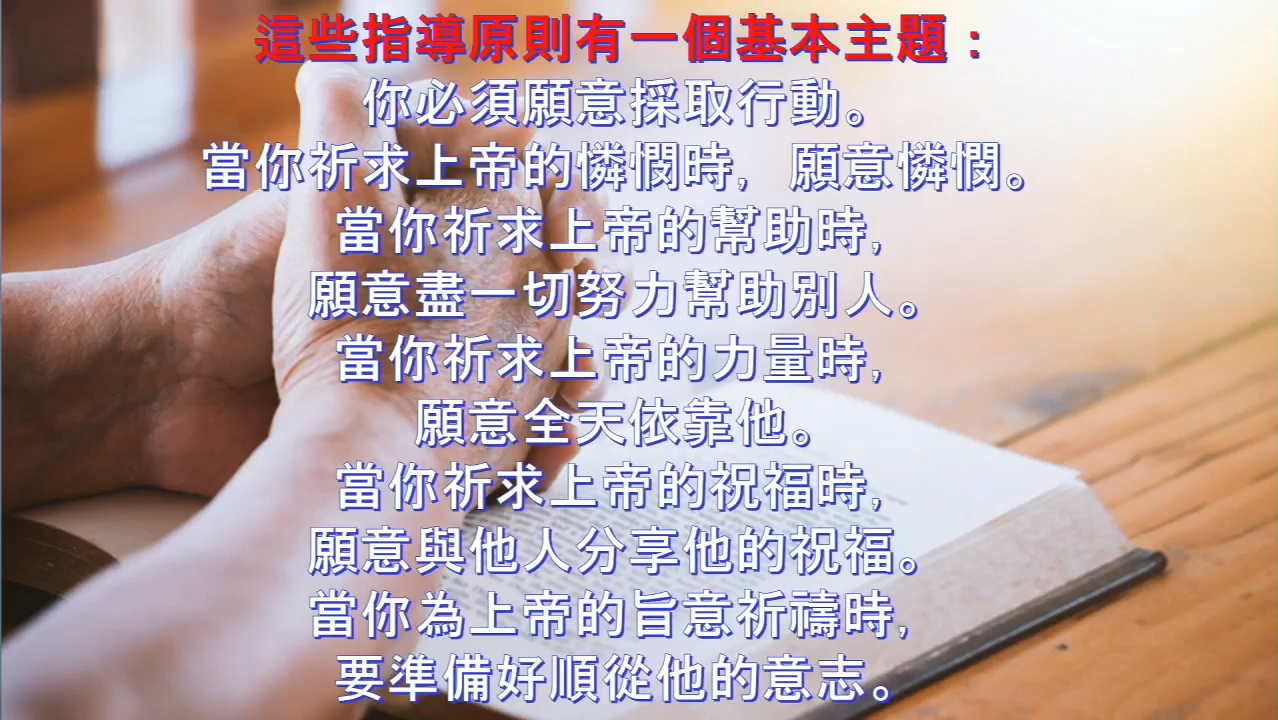 這些指導原則有一個基本主題：
你必須願意採取行動。
當你祈求上帝的憐憫時, 願意憐憫。
當你祈求上帝的幫助時,
願意盡一切努力幫助別人。
當你祈求上帝的力量時,
願意全天依靠他。
當你祈求上帝的祝福時,
願意與他人分享他的祝福。
當你為上帝的旨意祈禱時,
要準備好順從他的意志。